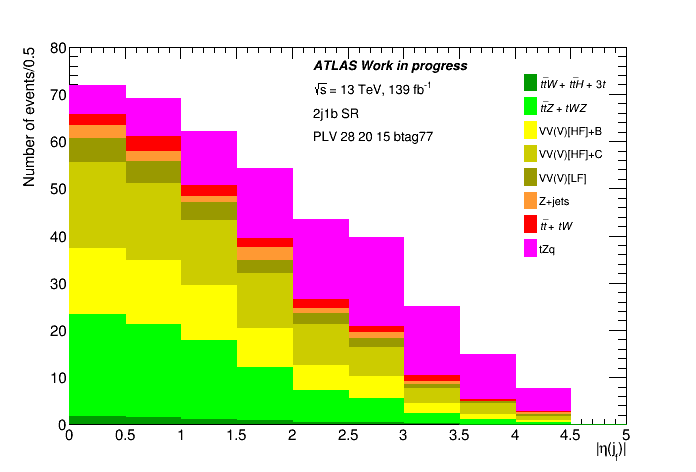 80
70
60
50
40
30
20
10
0
Number of events/0.5
ATLAS Work in progress
√s = 13 TeV, 139 fb⁻¹
2j1b SR
PLV 28 20 15 btag77
tt̄W + tt̄H + 3t
tt̄Z + tWZ
VV(V)[HF]+B
VV(V)[HF]+C
VV(V)[LF]
Z+jets
tt̄ + tW
tZq
0 0.5 1 1.5 2 2.5 3 3.5 4 4.5 5
|η(j)|